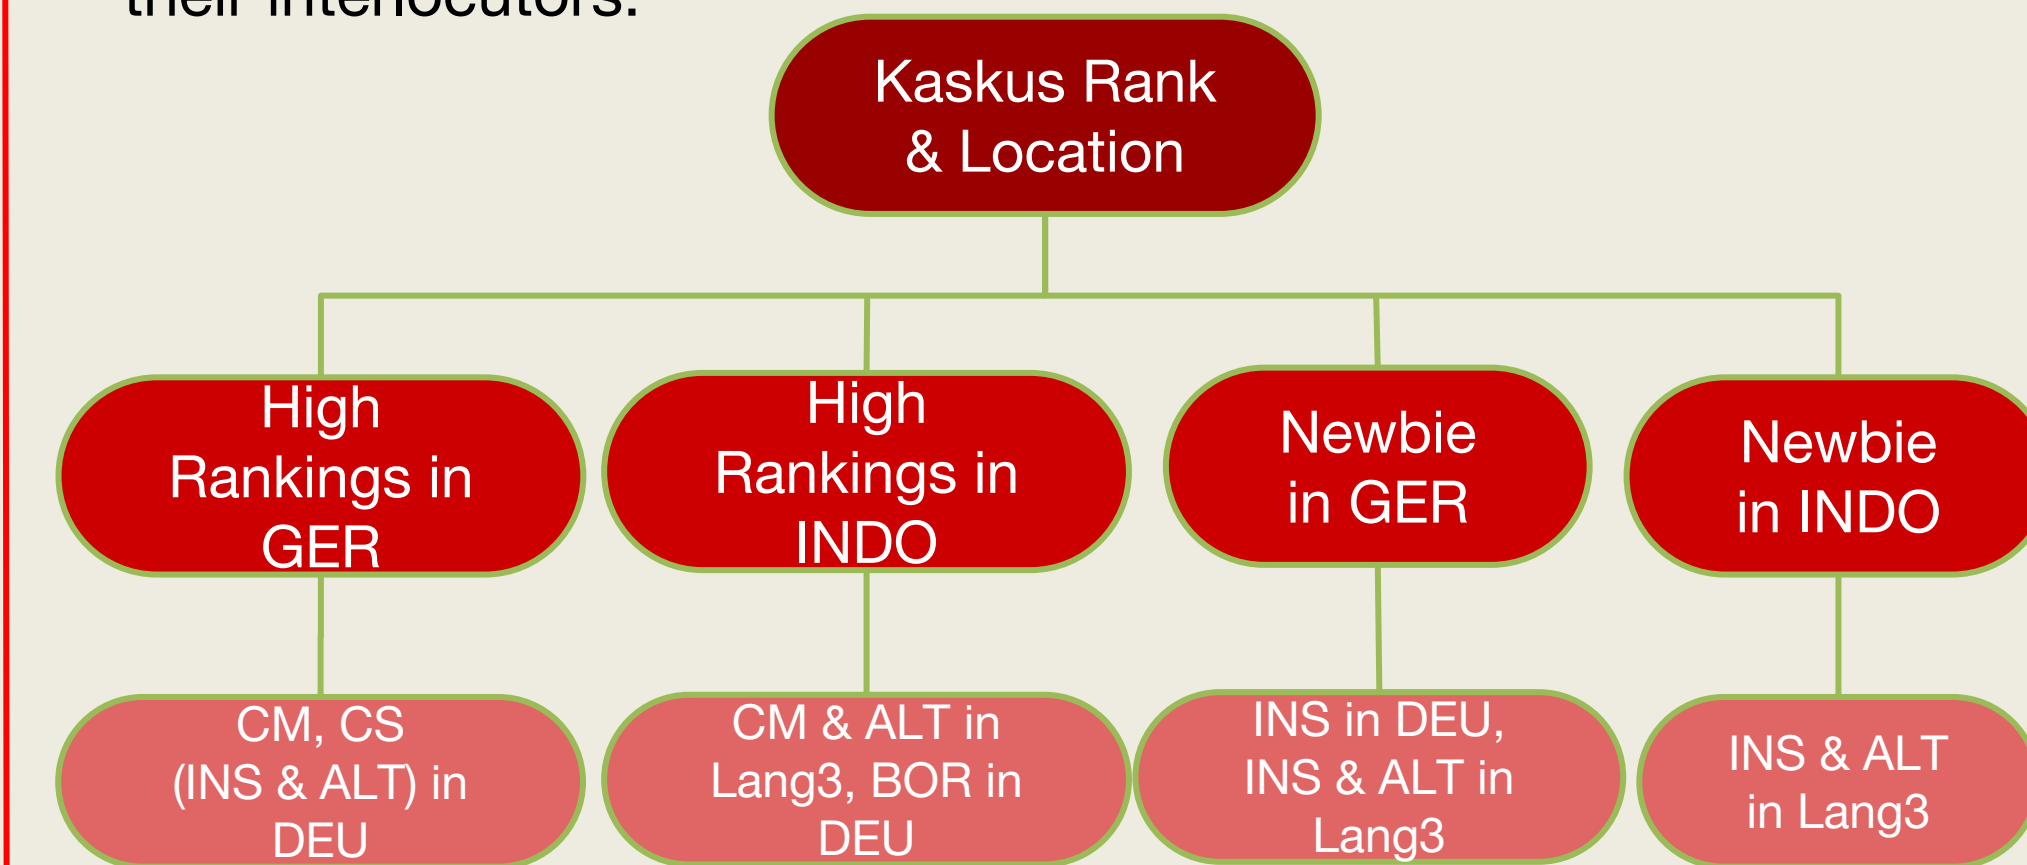 their interlocutors.
Kaskus Rank
& Location
High
Rankings in
GER
High
Rankings in
INDO
Newbie
in GER
Newbie
in INDO
CM, CS
(INS & ALT) in
DEU
CM & ALT in
Lang3, BOR in
DEU
INS in DEU,
INS & ALT in
Lang3
INS & ALT
in Lang3